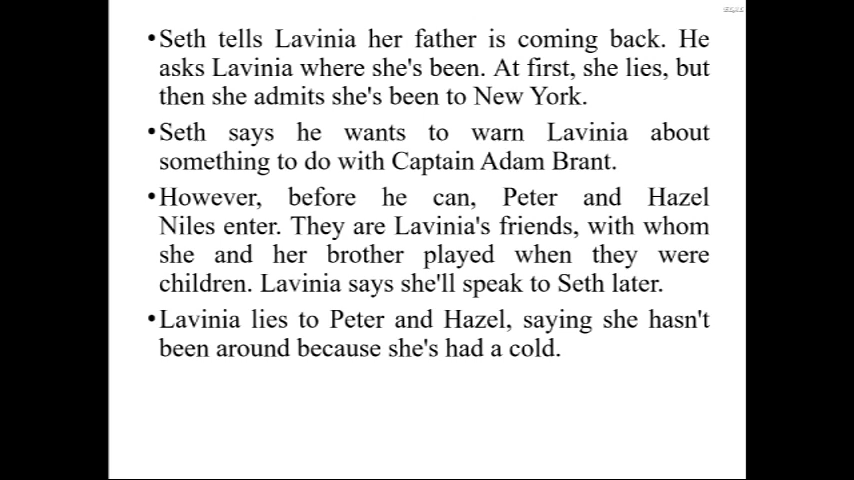 •Seth tells Lavinia her father is coming back. He
asks Lavinia where she's been. At first, she lies, but
then she admits she's been to New York.
•Seth says he wants to warn Lavinia about
something to do with Captain Adam Brant.
•However, before he can, Peter and Hazel
Niles enter. They are Lavinia's friends, with whom
she and her brother played when they were
children. Lavinia says she'll speak to Seth later.
•Lavinia lies to Peter and Hazel, saying she hasn't
been around because she's had a cold.